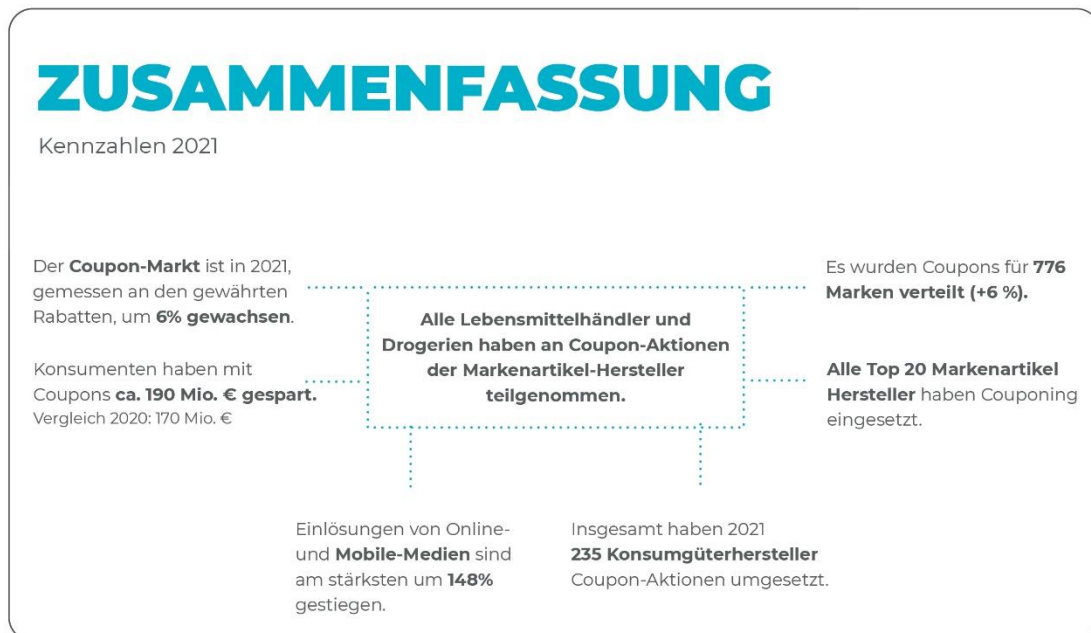 ZUSAMMENFASSUNG
Kennzahlen 2021
Der Coupon-Markt ist in 2021,
gemessen an den gewährten
Rabatten, um 6% gewachsen.
Konsumenten haben mit
Coupons ca. 190 Mio. € gespart.
Vergleich 2020: 170 Mio. €
Alle Lebensmittelhändler und
Drogerien haben an Coupon-Aktionen
der Markenartikel-Hersteller
teilgenommen.
Es wurden Coupons für 776
Marken verteilt (+6 %).
Alle Top 20 Markenartikel
Hersteller haben Couponing
eingesetzt.
Einlösungen von Online-
und Mobile-Medien sind
am stärksten um 148%
gestiegen.
Insgesamt haben 2021
235 Konsumgüterhersteller
Coupon-Aktionen umgesetzt.